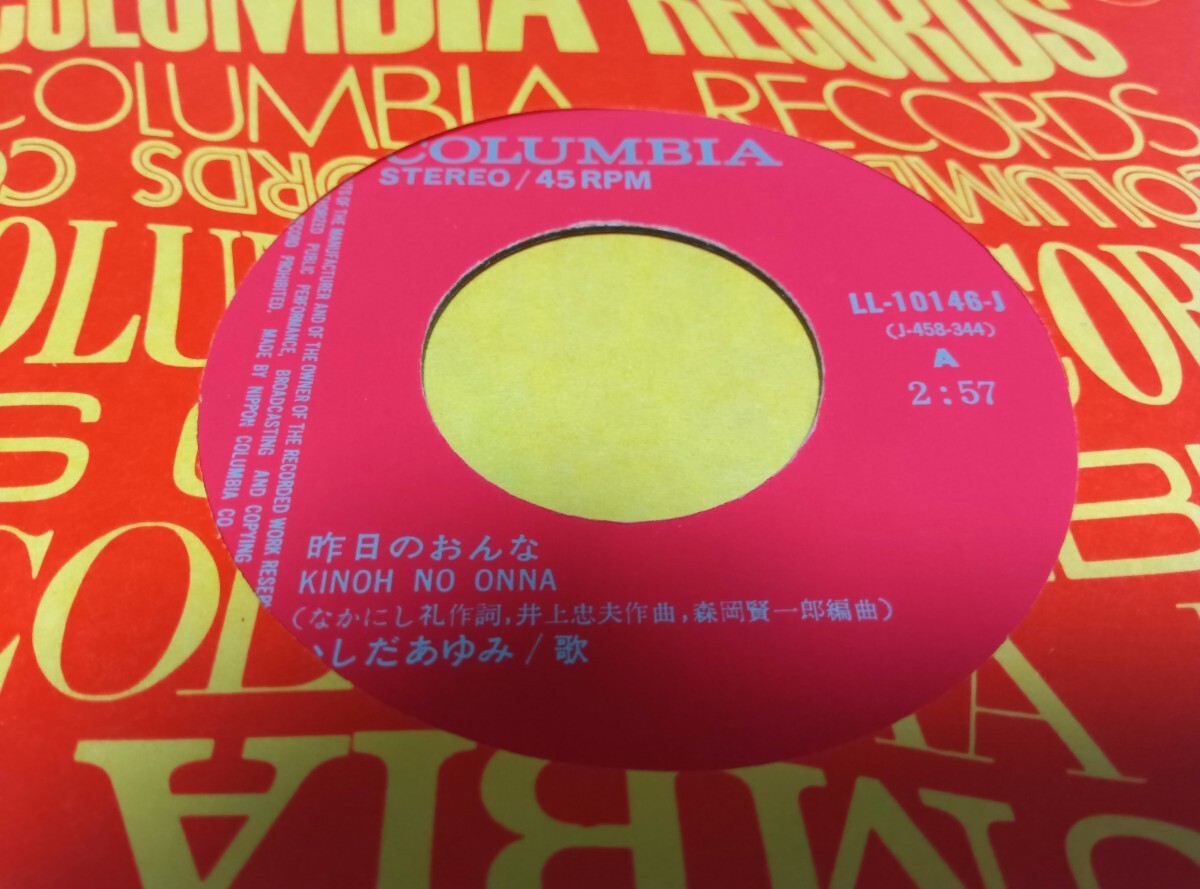 COLUMBIA RECORDS
COLUMBIA RECORDS
COLUMBIA
STEREO/45RPM
OF THE MANUFACTURER AND OF THE OWNER OF THE RECORDED WORK
PUBLIC PERFORMANCE, BROADCASTING AND COPYING
PROHIBITED. MADE BY NIPPON COLUMBIA CO
LL-10146-J
(J-458-344)
A
2:57
昨日のおんな
KINOH NO ONNA
(なかにし礼作詞,井上忠夫作曲,森岡賢一郎編曲)
いしだあゆみ/歌